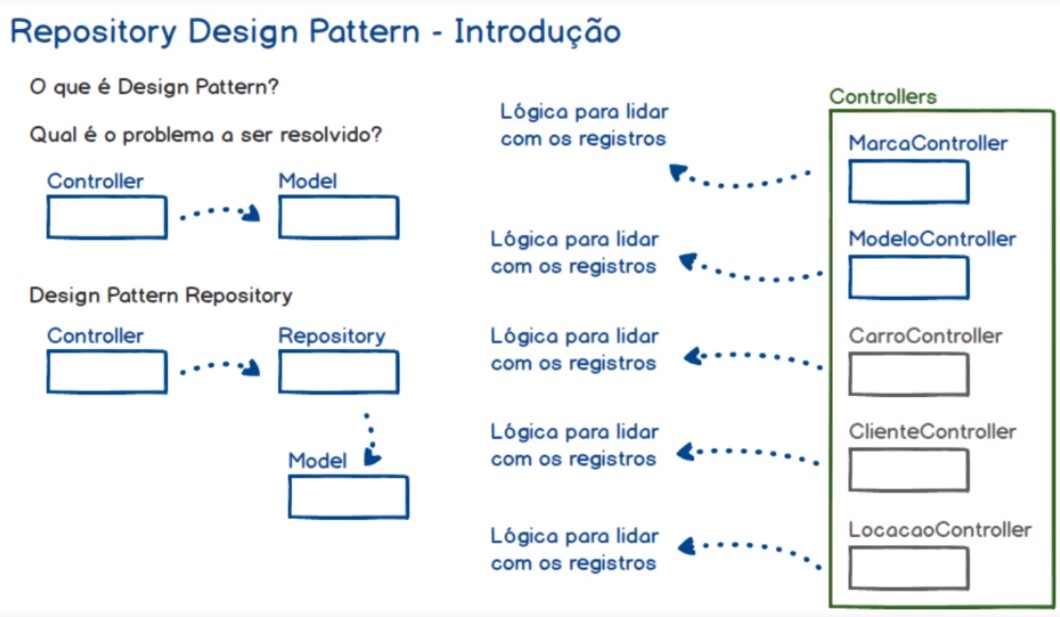 Repository Design Pattern - Introdução
O que é Design Pattern?
Qual é o problema a ser resolvido?
Controller
Model
Design Pattern Repository
Controller
Repository
Model
Lógica para lidar
com os registros
Lógica para lidar
com os registros
Lógica para lidar
com os registros
Lógica para lidar
com os registros
Lógica para lidar
com os registros
Controllers
MarcaController
ModeloController
CarroController
ClienteController
LocacaoController